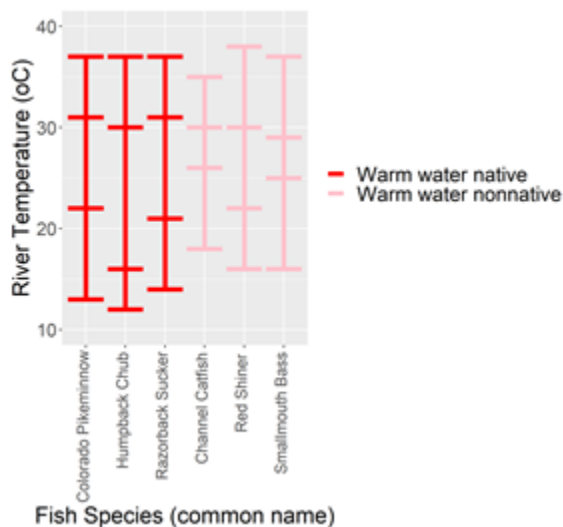 River Temperature (oC)
40
30
20
10
Colorado Pikeminnow
Humpback Chub
Razorback Sucker
Channel Catfish
Red Shiner
Smallmouth Bass
Fish Species (common name)
Warm water native
Warm water nonnative